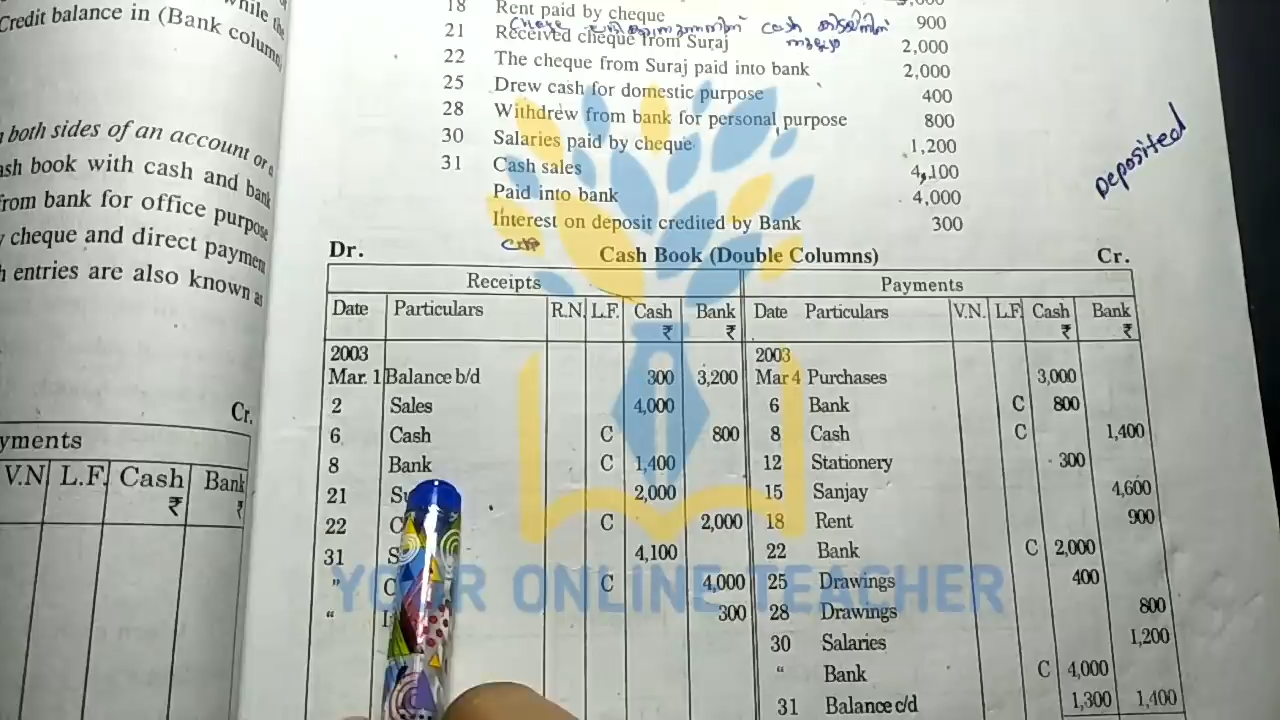 while the
Credit balance in (Bank column)
both sides of an account or a
ash book with cash and bank
from bank for office purpose
cheque and direct payment
entries are also known as
Cr.
yments
V.N L.F. Cash Bank
₹ ₹
18 Rent paid by cheque 900
21 Received cheque from Suraj 2,000
22 The cheque from Suraj paid into bank 2,000
25 Drew cash for domestic purpose 400
28 Withdrew from bank for personal purpose 800
30 Salaries paid by cheque 1,200
31 Cash sales 4,100
Paid into bank 4,000
Interest on deposit credited by Bank 300
Deposited
Dr. Cash Book (Double Columns) Cr.
Receipts Payments
Date Particulars R.N. L.F. Cash Bank Date Particulars V.N. L.F Cash Bank
₹ ₹ ₹ ₹
2003 2003
Mar. 1 Balance b/d 300 3,200 Mar 4 Purchases 3,000
2 Sales 4,000 6 Bank C 800
6 Cash C 800 8 Cash C 1,400
8 Bank C 1,400 12 Stationery 300
21 2,000 15 Sanjay 4,600
22 C 2,000 18 Rent 900
31 4,100 22 Bank C 2,000
" C 4,000 25 Drawings 400
“ 300 28 Drawings 800
30 Salaries 1,200
“ Bank C 4,000
31 Balance c/d 1,300 1,400
YOUR ONLINE TEACHER